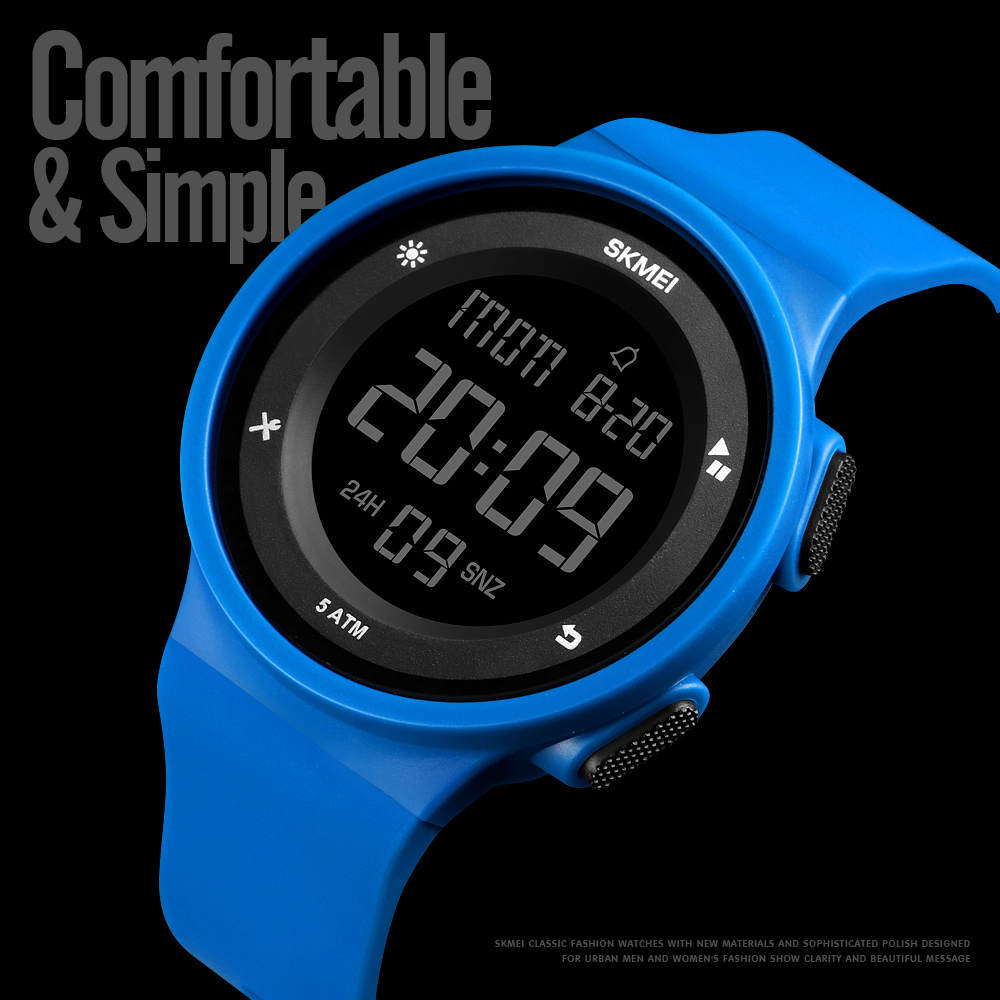 Comfortable
& Simple
SKMEI
MON
8-20
20:09
24H
09 SNZ
5 ATM
SKMEI CLASSIC FASHION WATCHES WITH NEW MATERIALS AND SOPHISTICATED POLISH DESIGNED
FOR URBAN MEN AND WOMEN'S FASHION SHOW CLARITY AND BEAUTIFUL MESSAGE